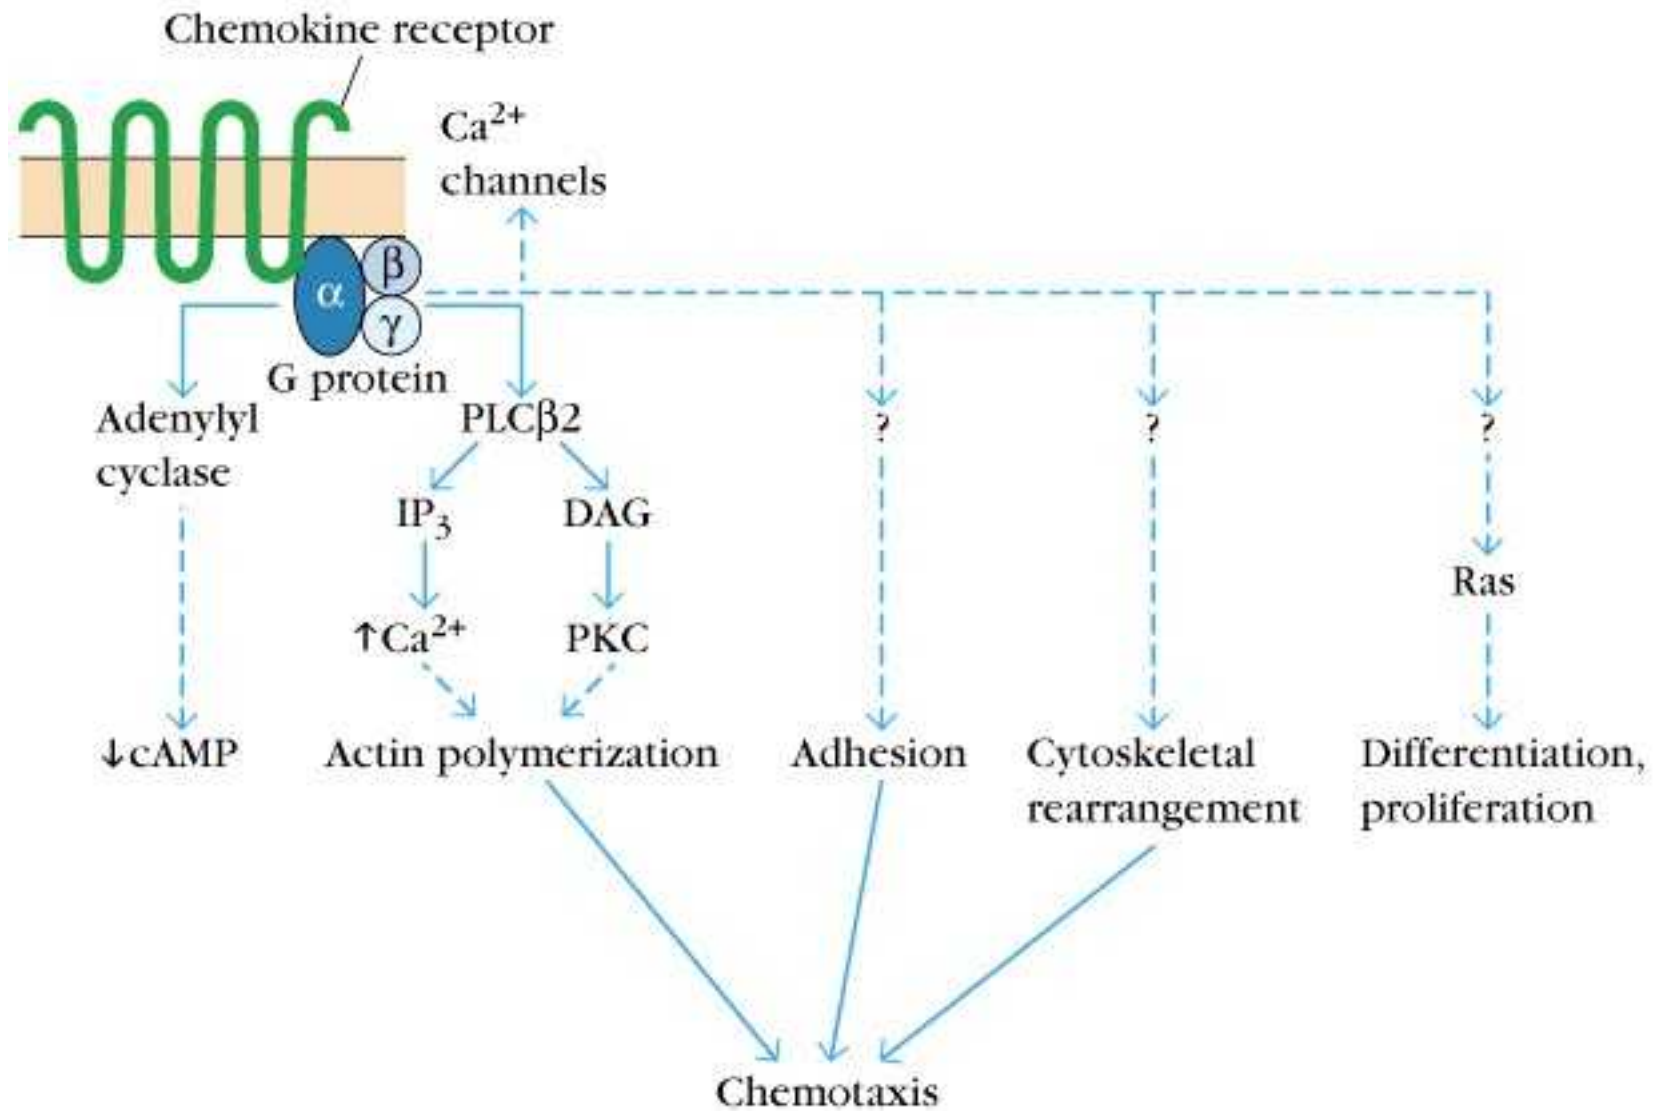 Chemokine receptor
Ca²⁺
channels
β
α
γ
G protein
Adenylyl
cyclase
PLCβ2
?
?
?
IP₃
DAG
Ras
↑Ca²⁺
PKC
↓cAMP
Actin polymerization
Adhesion
Cytoskeletal
rearrangement
Differentiation,
proliferation
Chemotaxis